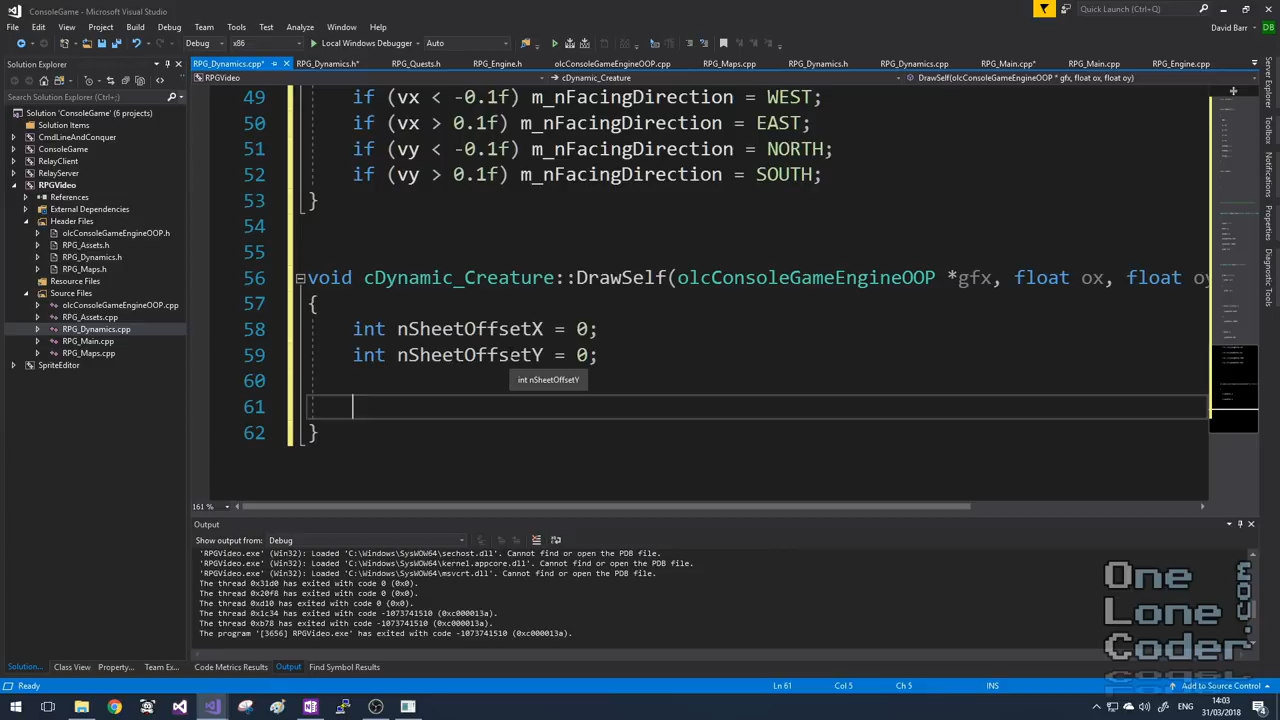 ConsoleGame - Microsoft Visual Studio
Quick Launch (Ctrl+Q)
File Edit View Project Build Debug Team Tools Test Analyze Window Help
David Barr DB
Debug x86 Local Windows Debugger Auto
Solution Explorer
RPG_Dynamics.cpp* RPG_Dynamics.h* RPG_Quests.h RPG_Engine.h olcConsoleGameEngineOOP.cpp RPG_Maps.cpp RPG_Dynamics.h RPG_Dynamics.cpp RPG_Main.cpp* RPG_Main.cpp RPG_Engine.cpp
RPGVideo cDynamic_Creature DrawSelf(olcConsoleGameEngineOOP * gfx, float ox, float oy)
Search Solution Explorer (Ctrl+;)
Solution 'ConsoleGame' (6 projects)
Solution Items
CmdLineAndConquer
ConsoleGame
RelayClient
RelayServer
RPGVideo
References
External Dependencies
Header Files
olcConsoleGameEngineOOP.h
RPG_Assets.h
RPG_Dynamics.h
RPG_Maps.h
Resource Files
Source Files
olcConsoleGameEngineOOP.cpp
RPG_Assets.cpp
RPG_Dynamics.cpp
RPG_Main.cpp
RPG_Maps.cpp
SpriteEditor
49 if (vx < -0.1f) m_nFacingDirection = WEST;
50 if (vx > 0.1f) m_nFacingDirection = EAST;
51 if (vy < -0.1f) m_nFacingDirection = NORTH;
52 if (vy > 0.1f) m_nFacingDirection = SOUTH;
53 }
54
55
56 void cDynamic_Creature::DrawSelf(olcConsoleGameEngineOOP *gfx, float ox, float oy
57 {
58 int nSheetOffsetX = 0;
59 int nSheetOffsetY = 0;
60
int nSheetOffsetY
61
62 }
Server Explorer
Toolbox
Notifications
Properties
Diagnostic Tools
161 %
Output
Show output from: Debug
'RPGVideo.exe' (Win32): Loaded 'C:\Windows\SysWOW64\sechost.dll'. Cannot find or open the PDB file.
'RPGVideo.exe' (Win32): Loaded 'C:\Windows\SysWOW64\kernel.appcore.dll'. Cannot find or open the PDB file.
'RPGVideo.exe' (Win32): Loaded 'C:\Windows\SysWOW64\msvcrt.dll'. Cannot find or open the PDB file.
The thread 0x31d0 has exited with code 0 (0x0).
The thread 0x20f8 has exited with code 0 (0x0).
The thread 0xd10 has exited with code 0 (0x0).
The thread 0x1c34 has exited with code -1073741510 (0xc000013a).
The thread 0xb78 has exited with code -1073741510 (0xc000013a).
The program '[3656] RPGVideo.exe' has exited with code -1073741510 (0xc000013a).
One
Lone
Coder
.com
Solution... Class View Property... Team Ex...
Code Metrics Results Output Find Symbol Results
Ready Ln 61 Col 5 Ch 5 INS Add to Source Control
ENG 14:03
31/03/2018